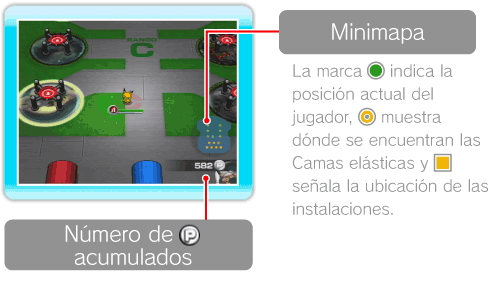 Minimapa
La marca indica la
posición actual del
jugador, muestra
dónde se encuentran las
Camas elásticas y
señala la ubicación de las
instalaciones.
RANGO
C
582 P
Número de P
acumulados